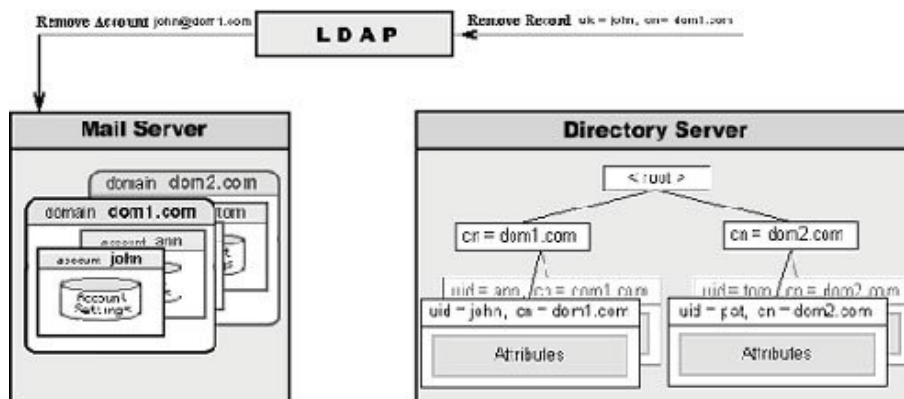 Remove Account john@dom1.com
LDAP
Remove Record uid = john, cn= dom1.com
Mail Server
domain dom2.com
domain dom1.com
tom
account ann
account john
Account
Settings
Directory Server
< root >
cn = dom1.com
cn = dom2.com
uid = ann, cn = dom1.com
uid = tom, cn = dom2.com
uid = john, cn = dom1.com
uid = pat, cn = dom2.com
Attributes
Attributes